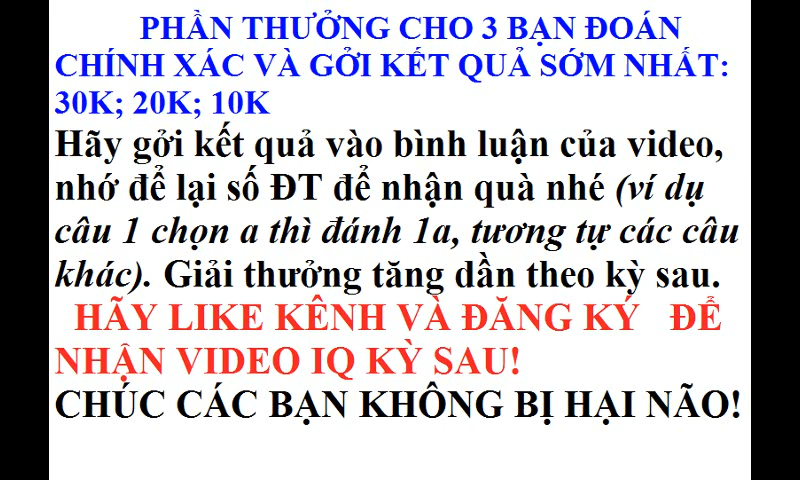 PHẦN THƯỞNG CHO 3 BẠN ĐOÁN
CHÍNH XÁC VÀ GỞI KẾT QUẢ SỚM NHẤT:
30K; 20K; 10K
Hãy gởi kết quả vào bình luận của video,
nhớ để lại số ĐT để nhận quà nhé (ví dụ
câu 1 chọn a thì đánh 1a, tương tự các câu
khác). Giải thưởng tăng dần theo kỳ sau.
HÃY LIKE KÊNH VÀ ĐĂNG KÝ ĐỂ
NHẬN VIDEO IQ KỲ SAU!
CHÚC CÁC BẠN KHÔNG BỊ HẠI NÃO!